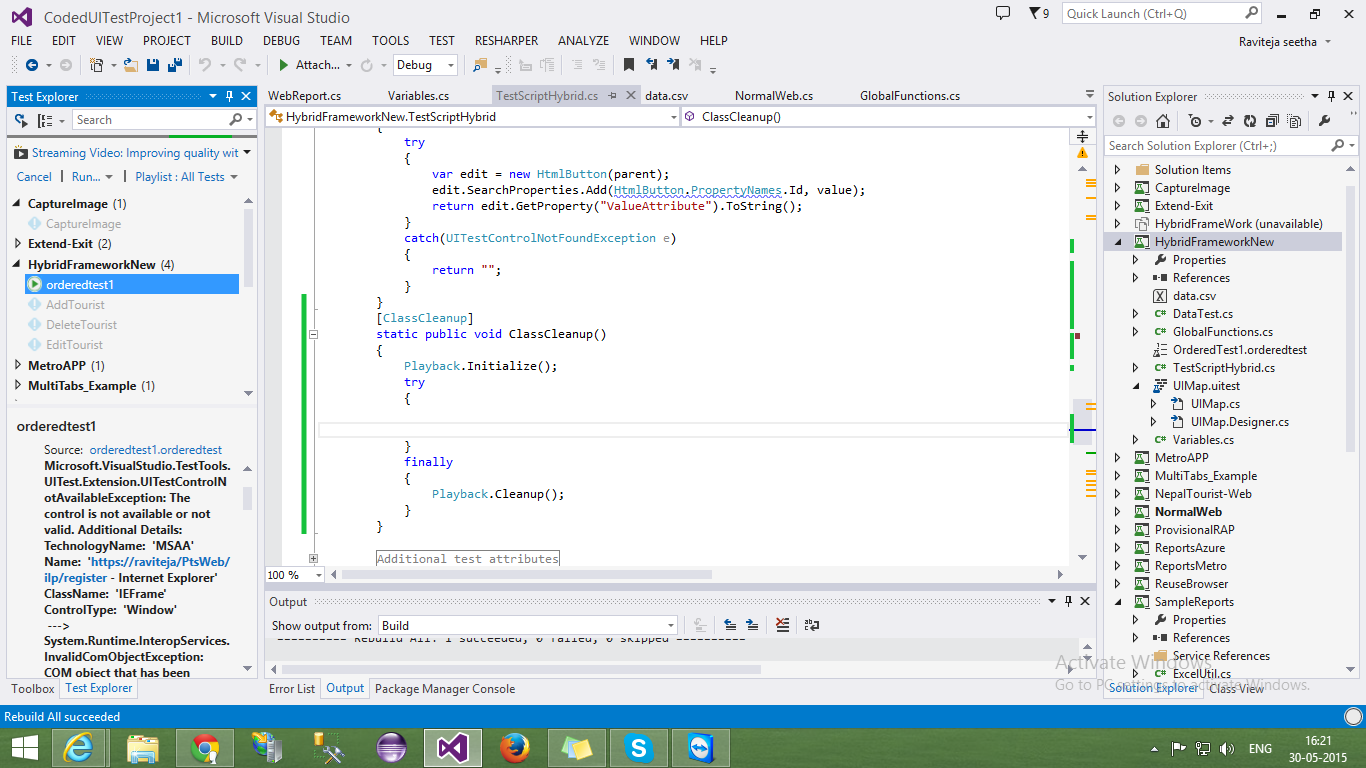 CodedUITestProject1 - Microsoft Visual Studio
9
Quick Launch (Ctrl+Q)
FILE EDIT VIEW PROJECT BUILD DEBUG TEAM TOOLS TEST RESHARPER ANALYZE WINDOW HELP
Raviteja seetha
Attach...
Debug
Test Explorer
Search
Streaming Video: Improving quality wit
Cancel Run... Playlist : All Tests
CaptureImage (1)
CaptureImage
Extend-Exit (2)
HybridFrameworkNew (4)
orderedtest1
AddTourist
DeleteTourist
EditTourist
MetroAPP (1)
MultiTabs_Example (1)
orderedtest1
Source: orderedtest1.orderedtest
Microsoft.VisualStudio.TestTools.
UITest.Extension.UITestControlN
otAvailableException: The
control is not available or not
valid. Additional Details:
TechnologyName: 'MSAA'
Name: 'https://raviteja/PtsWeb/
ilp/register - Internet Explorer'
ClassName: 'IEFrame'
ControlType: 'Window'
--->
System.Runtime.InteropServices.
InvalidComObjectException:
COM object that has been
Toolbox Test Explorer
WebReport.cs Variables.cs TestScriptHybrid.cs data.csv NormalWeb.cs GlobalFunctions.cs
HybridFrameworkNew.TestScriptHybrid ClassCleanup()
{
try
{
var edit = new HtmlButton(parent);
edit.SearchProperties.Add(HtmlButton.PropertyNames.Id, value);
return edit.GetProperty("ValueAttribute").ToString();
}
catch(UITestControlNotFoundException e)
{
return "";
}
}
[ClassCleanup]
static public void ClassCleanup()
{
Playback.Initialize();
try
{
}
finally
{
Playback.Cleanup();
}
}
Additional test attributes
100 %
Output
Show output from: Build
========== Rebuild All: 1 succeeded, 0 failed, 0 skipped ==========
Error List Output Package Manager Console
Solution Explorer
Search Solution Explorer (Ctrl+;)
Solution Items
CaptureImage
Extend-Exit
HybridFrameWork (unavailable)
HybridFrameworkNew
Properties
References
data.csv
DataTest.cs
GlobalFunctions.cs
OrderedTest1.orderedtest
TestScriptHybrid.cs
UIMap.uitest
UIMap.cs
UIMap.Designer.cs
Variables.cs
MetroAPP
MultiTabs_Example
NepalTourist-Web
NormalWeb
ProvisionalRAP
ReportsAzure
ReportsMetro
ReuseBrowser
SampleReports
Properties
References
Service References
ExcelUtil.cs
Solution Explorer Class View
Activate Windows
Go to PC settings to activate Windows.
Rebuild All succeeded
ENG
16:21
30-05-2015